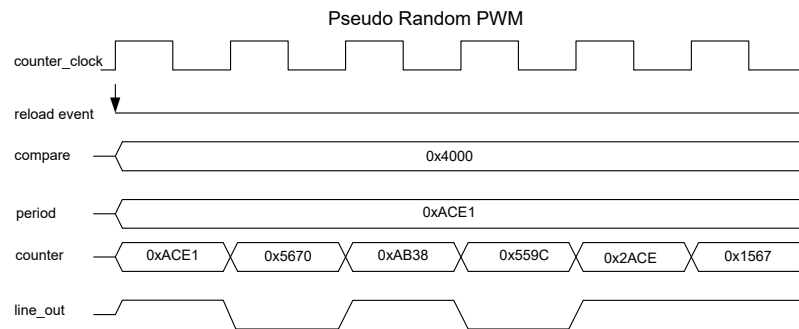 Pseudo Random PWM
counter_clock
reload event
compare 0x4000
period 0xACE1
counter 0xACE1 0x5670 0xAB38 0x559C 0x2ACE 0x1567
line_out